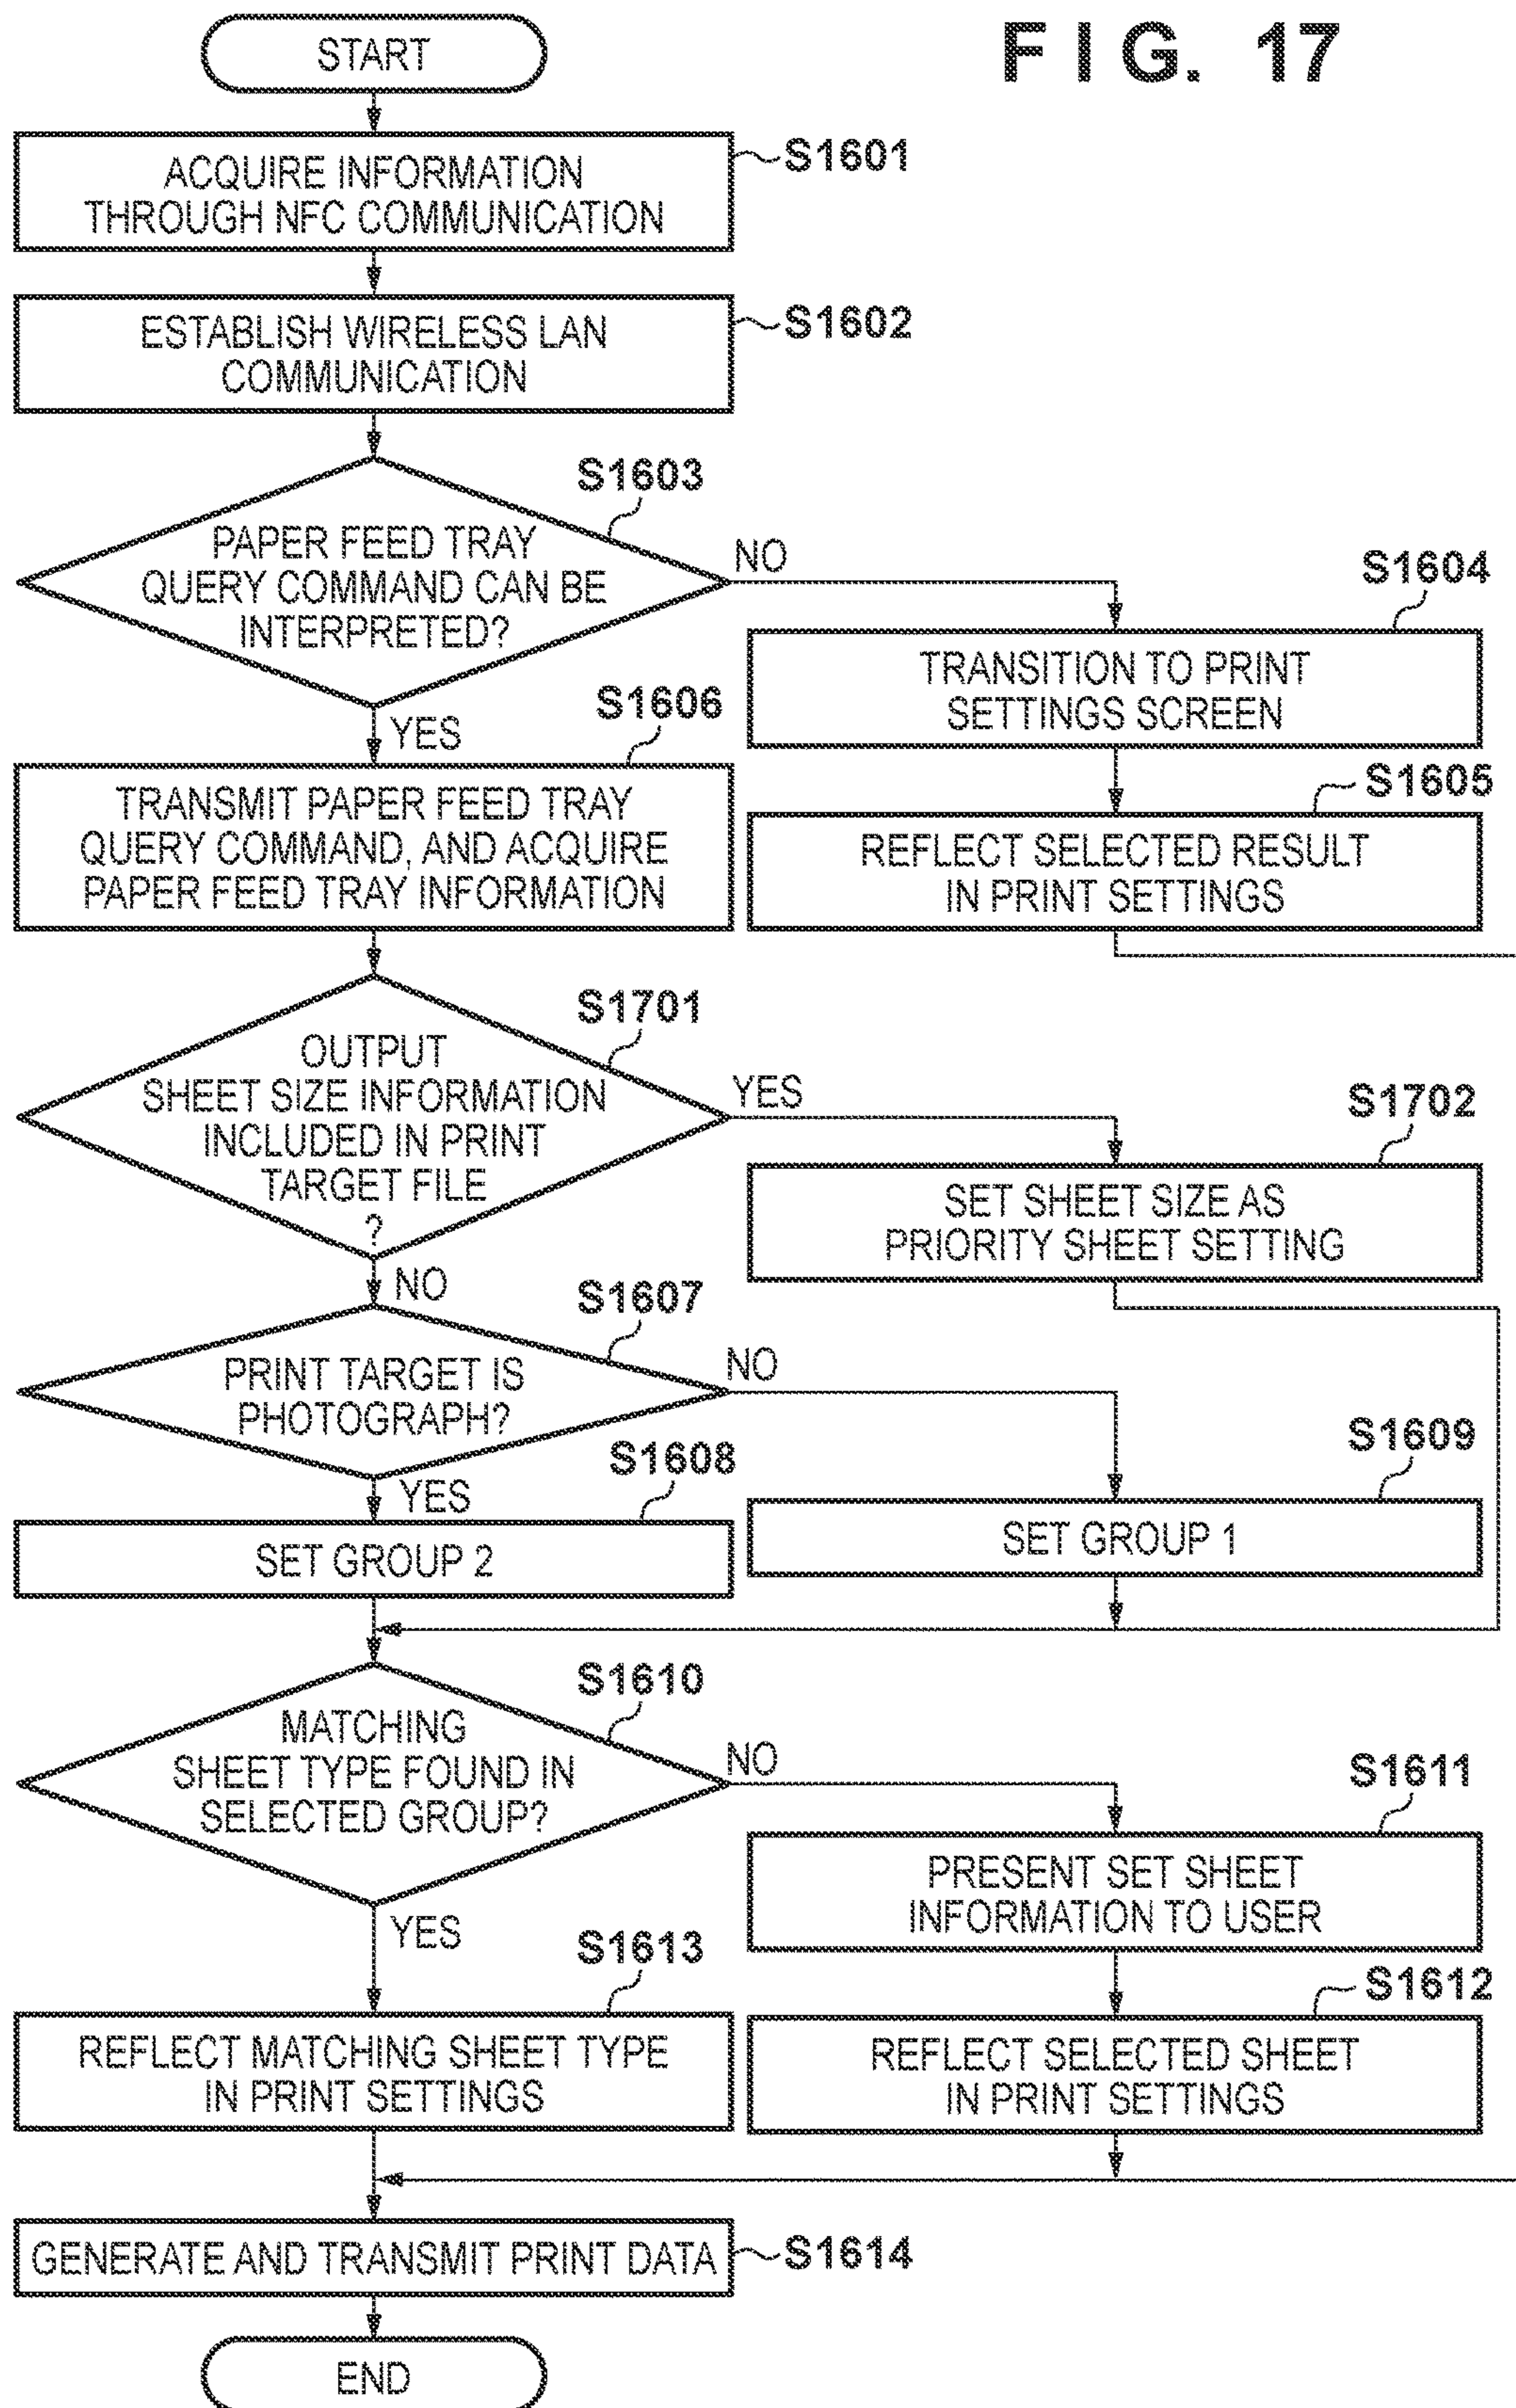 FIG. 17
START
ACQUIRE INFORMATION
THROUGH NFC COMMUNICATION
S1601
ESTABLISH WIRELESS LAN
COMMUNICATION
S1602
S1603
PAPER FEED TRAY
QUERY COMMAND CAN BE
INTERPRETED?
NO
YES
S1604
TRANSITION TO PRINT
SETTINGS SCREEN
S1605
REFLECT SELECTED RESULT
IN PRINT SETTINGS
S1606
TRANSMIT PAPER FEED TRAY
QUERY COMMAND, AND ACQUIRE
PAPER FEED TRAY INFORMATION
S1701
OUTPUT
SHEET SIZE INFORMATION
INCLUDED IN PRINT
TARGET FILE
?
YES
NO
S1702
SET SHEET SIZE AS
PRIORITY SHEET SETTING
S1607
PRINT TARGET IS
PHOTOGRAPH?
NO
YES
S1608
SET GROUP 2
S1609
SET GROUP 1
S1610
MATCHING
SHEET TYPE FOUND IN
SELECTED GROUP?
NO
YES
S1611
PRESENT SET SHEET
INFORMATION TO USER
S1612
REFLECT SELECTED SHEET
IN PRINT SETTINGS
S1613
REFLECT MATCHING SHEET TYPE
IN PRINT SETTINGS
GENERATE AND TRANSMIT PRINT DATA
S1614
END